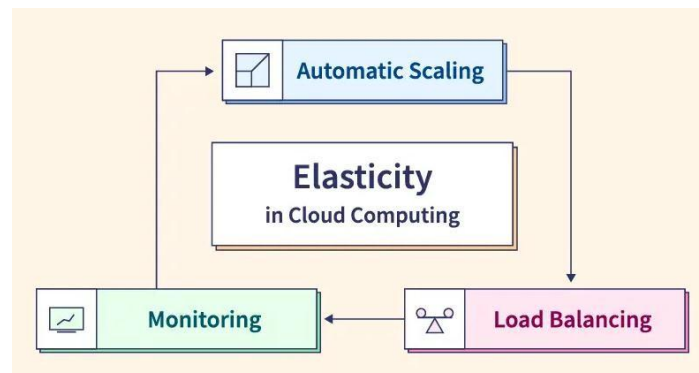 Automatic Scaling
Elasticity
in Cloud Computing
Monitoring
Load Balancing